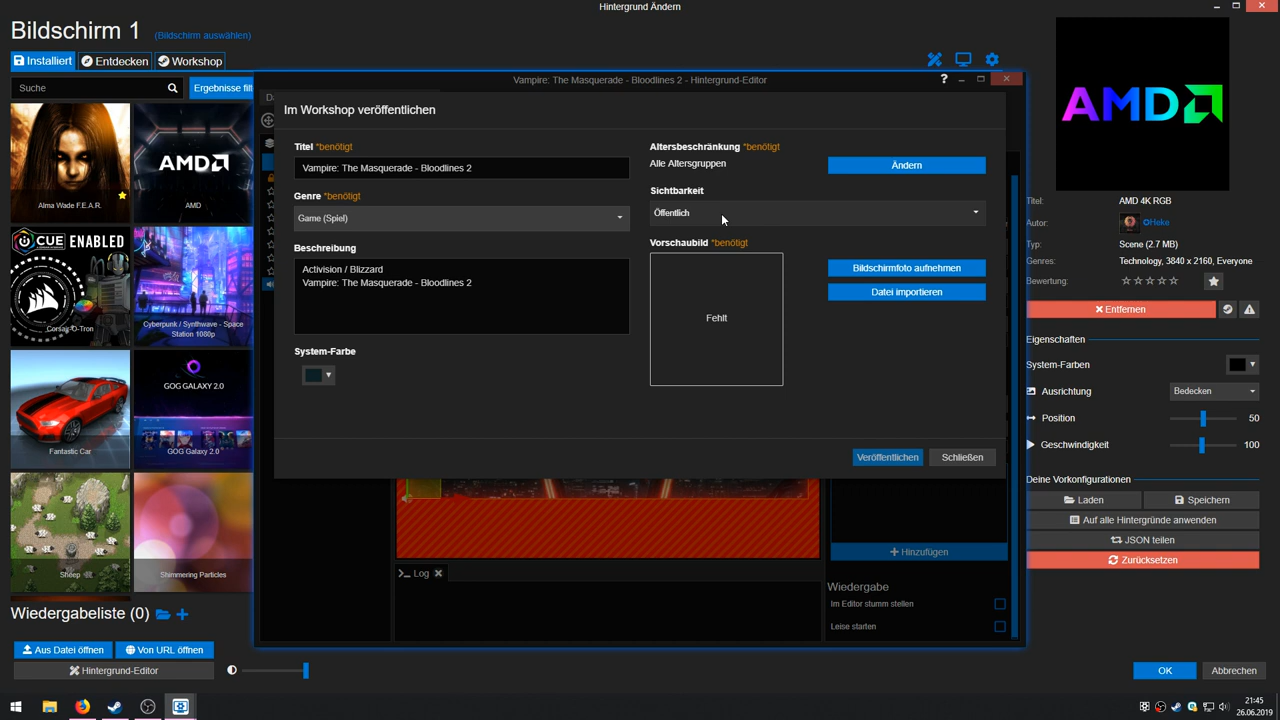 Hintergrund Ändern
Bildschirm 1 (Bildschirm auswählen)
Installiert
Entdecken
Workshop
Suche
Ergebnisse filt
Alma Wade F.E.A.R.
AMD
AMD
iCUE ENABLED
Corsair O-Tron
Cyberpunk / Synthwave - Space
Station 1080p
Fantastic Car
GOG GALAXY 2.0
GOG Galaxy 2.0
Sheep
Shimmering Particles
Wiedergabeliste (0)
Aus Datei öffnen
Von URL öffnen
Hintergrund-Editor
Vampire: The Masquerade - Bloodlines 2 - Hintergrund-Editor
?
Da
Im Workshop veröffentlichen
Titel *benötigt
Vampire: The Masquerade - Bloodlines 2
Genre *benötigt
Game (Spiel)
Beschreibung
Activision / Blizzard
Vampire: The Masquerade - Bloodlines 2
System-Farbe
Altersbeschränkung *benötigt
Alle Altersgruppen
Ändern
Sichtbarkeit
Öffentlich
Vorschaubild *benötigt
Fehlt
Bildschirmfoto aufnehmen
Datei importieren
Veröffentlichen
Schließen
Hinzufügen
Log
Wiedergabe
Im Editor stumm stellen
Leise starten
AMD
Titel:
AMD 4K RGB
Autor:
Heke
Typ:
Scene (2.7 MB)
Genres:
Technology, 3840 x 2160, Everyone
Bewertung:
Entfernen
Eigenschaften
System-Farben
Ausrichtung
Bedecken
Position
50
Geschwindigkeit
100
Deine Vorkonfigurationen
Laden
Speichern
Auf alle Hintergründe anwenden
JSON teilen
Zurücksetzen
OK
Abbrechen
21:45
26.06.2019